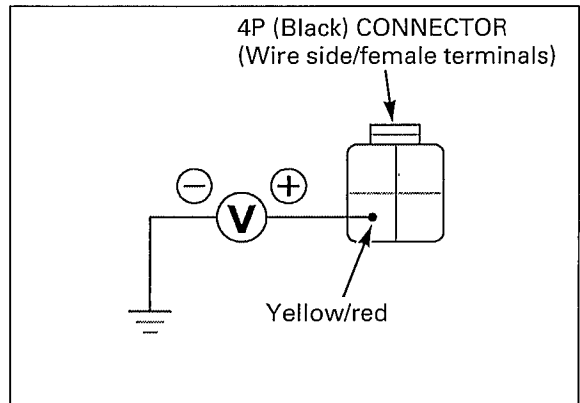 4P (Black) CONNECTOR
(Wire side/female terminals)
− +
V
Yellow/red